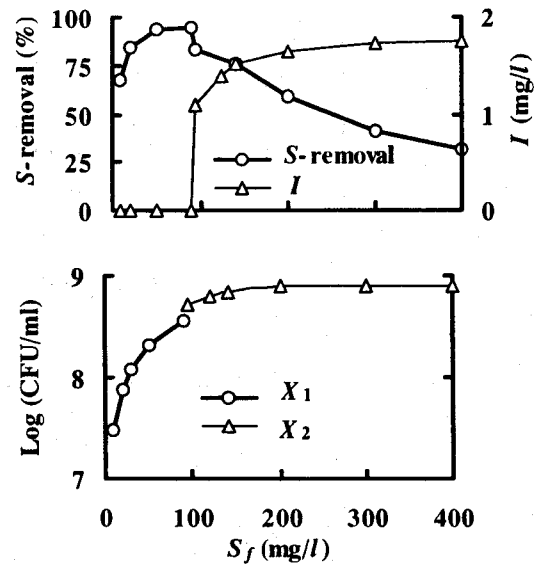 100
75
50
25
0
S-removal (%)
2
1
0
I (mg/l)
S-removal
I
9
8
7
Log (CFU/ml)
X1
X2
0 100 200 300 400
Sf (mg/l)